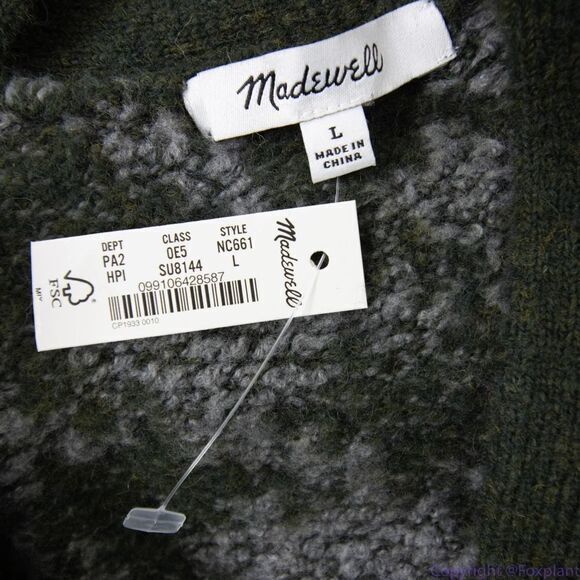 Madewell
L
MADE IN
CHINA
DEPT CLASS STYLE
PA2 0E5 NC661
HPI SU8144 L
099106428587
CP1933 0010
FSC
Madewell
Copyright @Foxplant